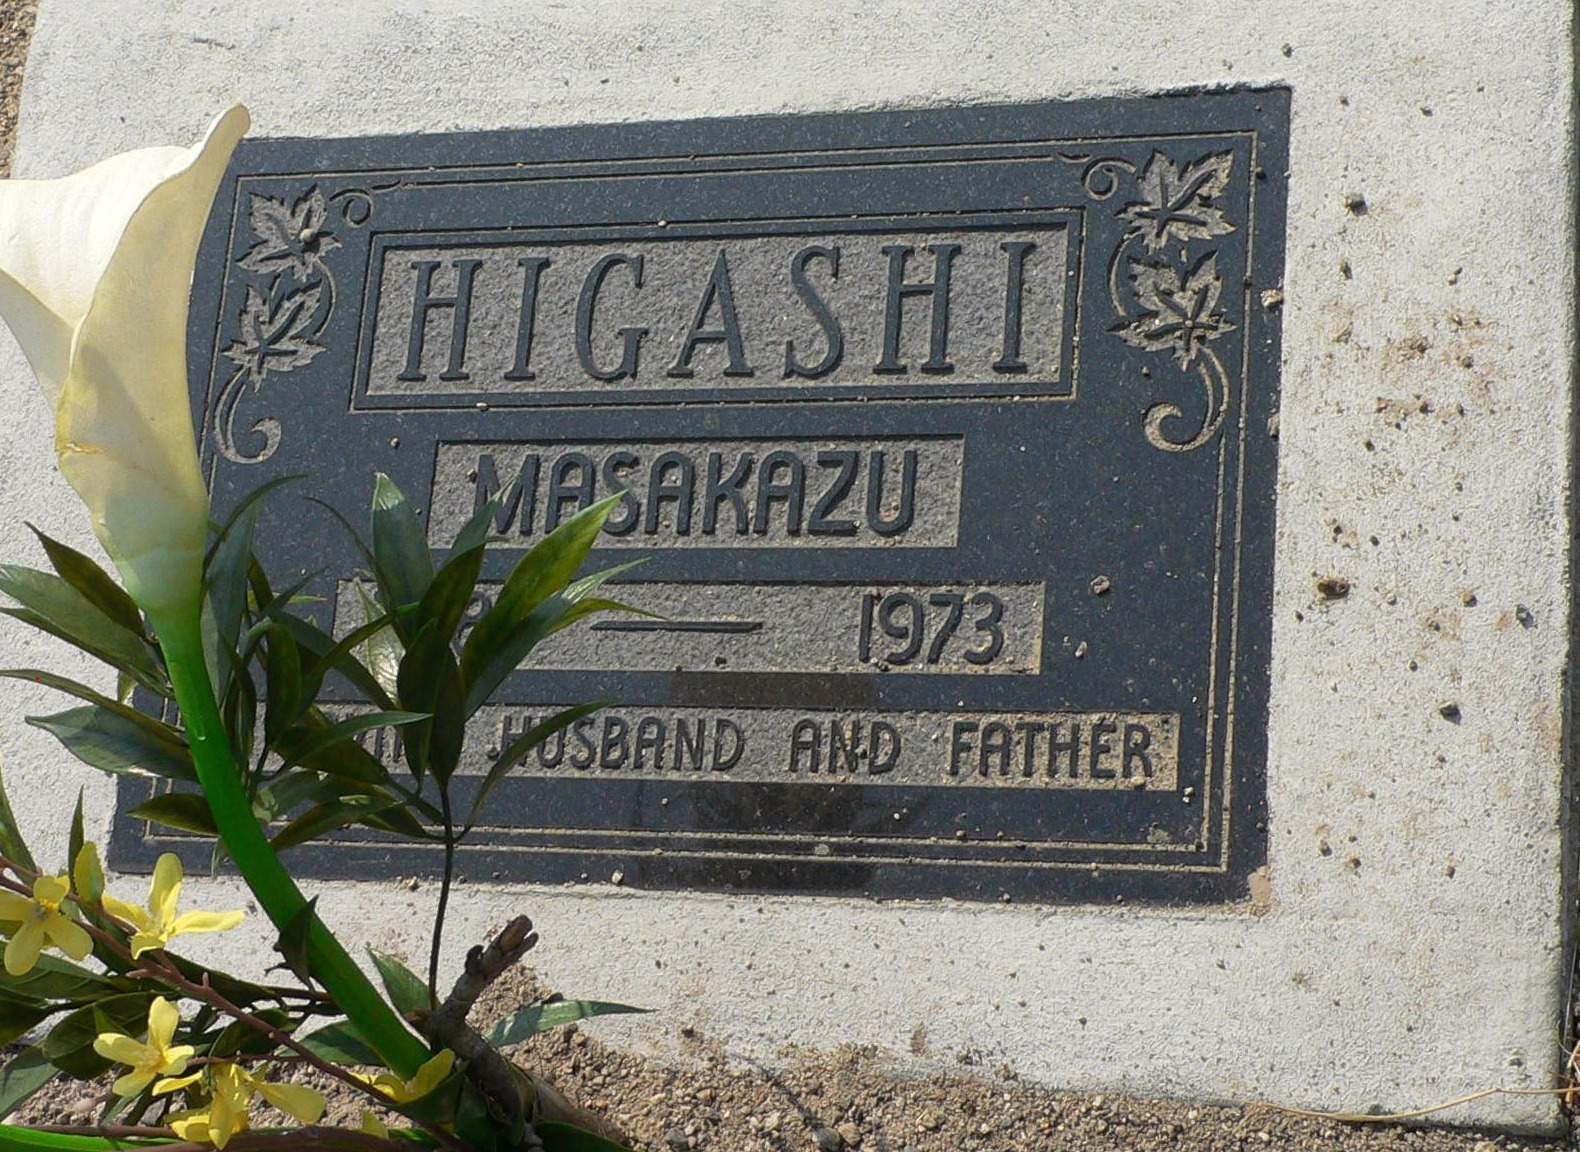 HIGASHI
MASAKAZU
— 1973
HUSBAND AND FATHER